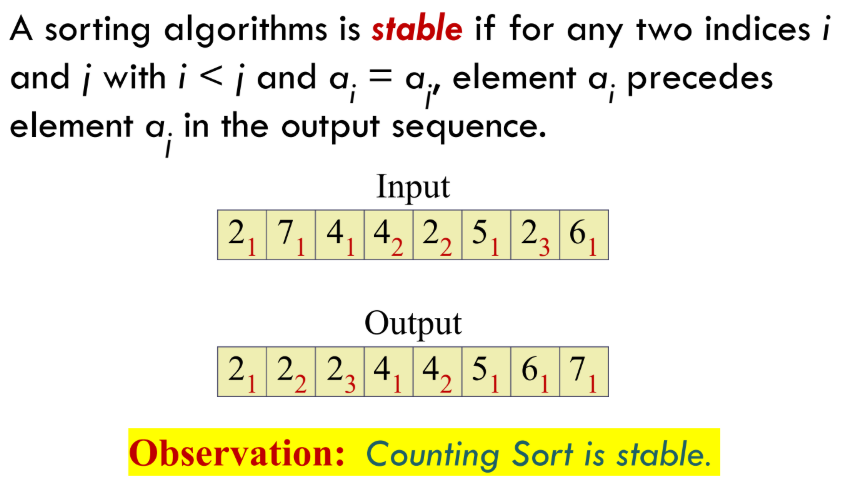 A sorting algorithms is stable if for any two indices i
and j with i < j and aᵢ = aⱼ, element aᵢ precedes
element aⱼ in the output sequence.
Input
2₁ 7₁ 4₁ 4₂ 2₂ 5₁ 2₃ 6₁
Output
2₁ 2₂ 2₃ 4₁ 4₂ 5₁ 6₁ 7₁
Observation: Counting Sort is stable.